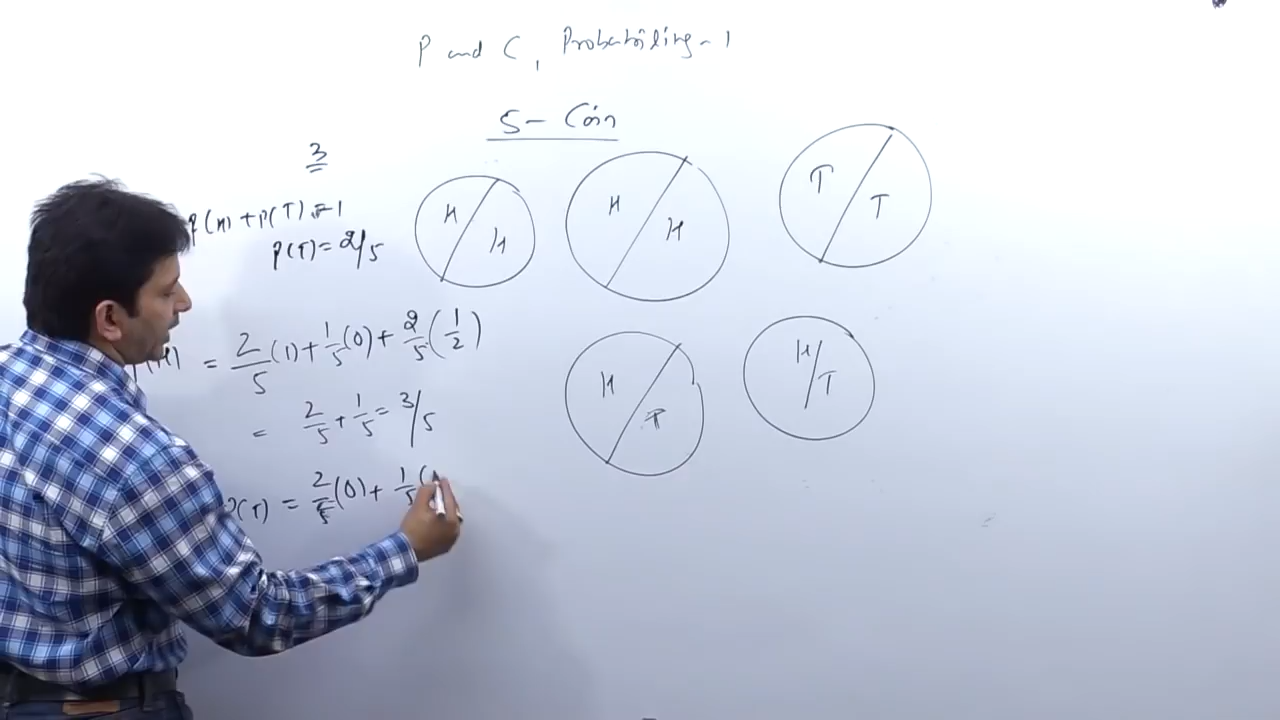 P and C, Probability - 1
5 - Coin
3
P(H) + P(T) = 1
P(T) = 2/5
H H
H H
T T
= 2/5 (1) + 1/5 (0) + 2/5 (1/2)
= 2/5 + 1/5 = 3/5
P(T) = 2/5 (0) + 1/5 (
H T
H/T